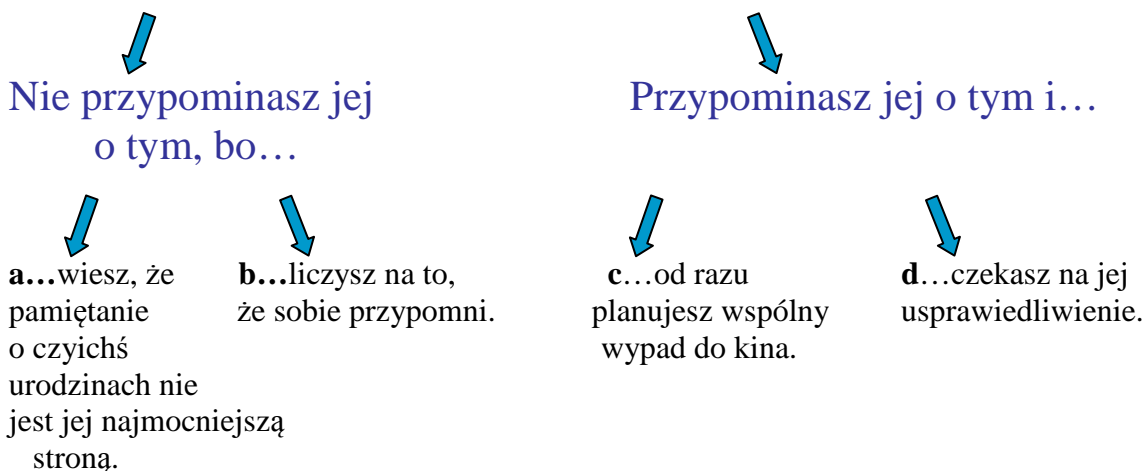 Nie przypominasz jej
o tym, bo…
Przypominasz jej o tym i…
a…wiesz, że
pamiętanie
o czyichś
urodzinach nie
jest jej najmocniejszą
stroną.
b…liczysz na to,
że sobie przypomni.
c…od razu
planujesz wspólny
wypad do kina.
d…czekasz na jej
usprawiedliwienie.